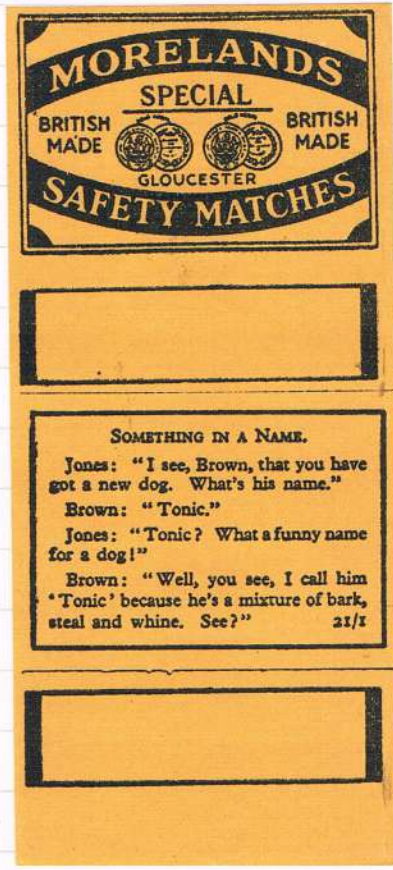 MORELANDS
SPECIAL
BRITISH MADE
BRITISH MADE
GLOUCESTER
SAFETY MATCHES
SOMETHING IN A NAME.
Jones: "I see, Brown, that you have
got a new dog. What's his name."
Brown: "Tonic."
Jones: "Tonic? What a funny name
for a dog!"
Brown: "Well, you see, I call him
'Tonic' because he's a mixture of bark,
steal and whine. See?" 21/1